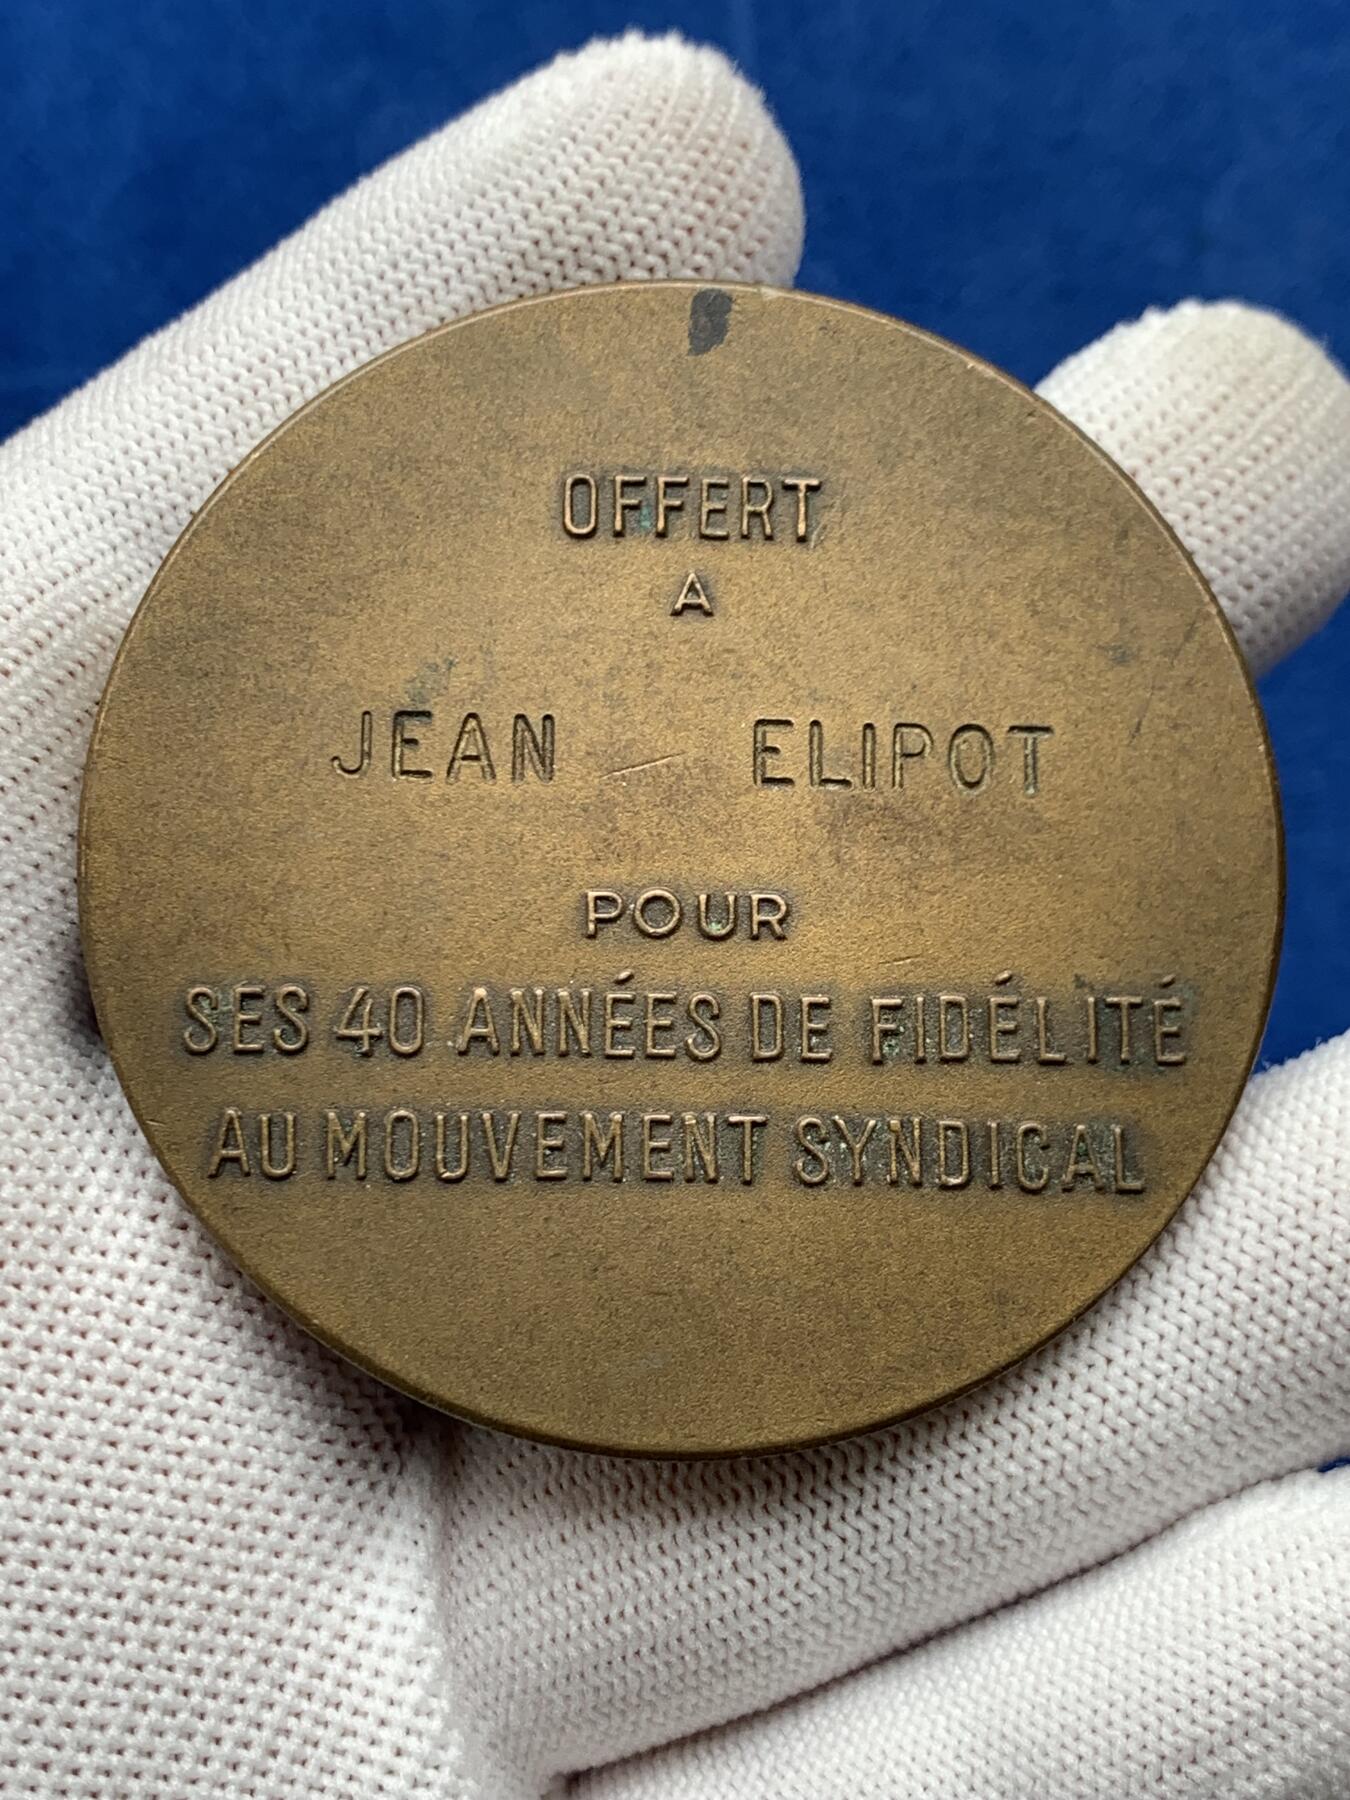 OFFERT
A
JEAN ELIPOT
POUR
SES 40 ANNÉES DE FIDÉLITÉ
AU MOUVEMENT SYNDICAL